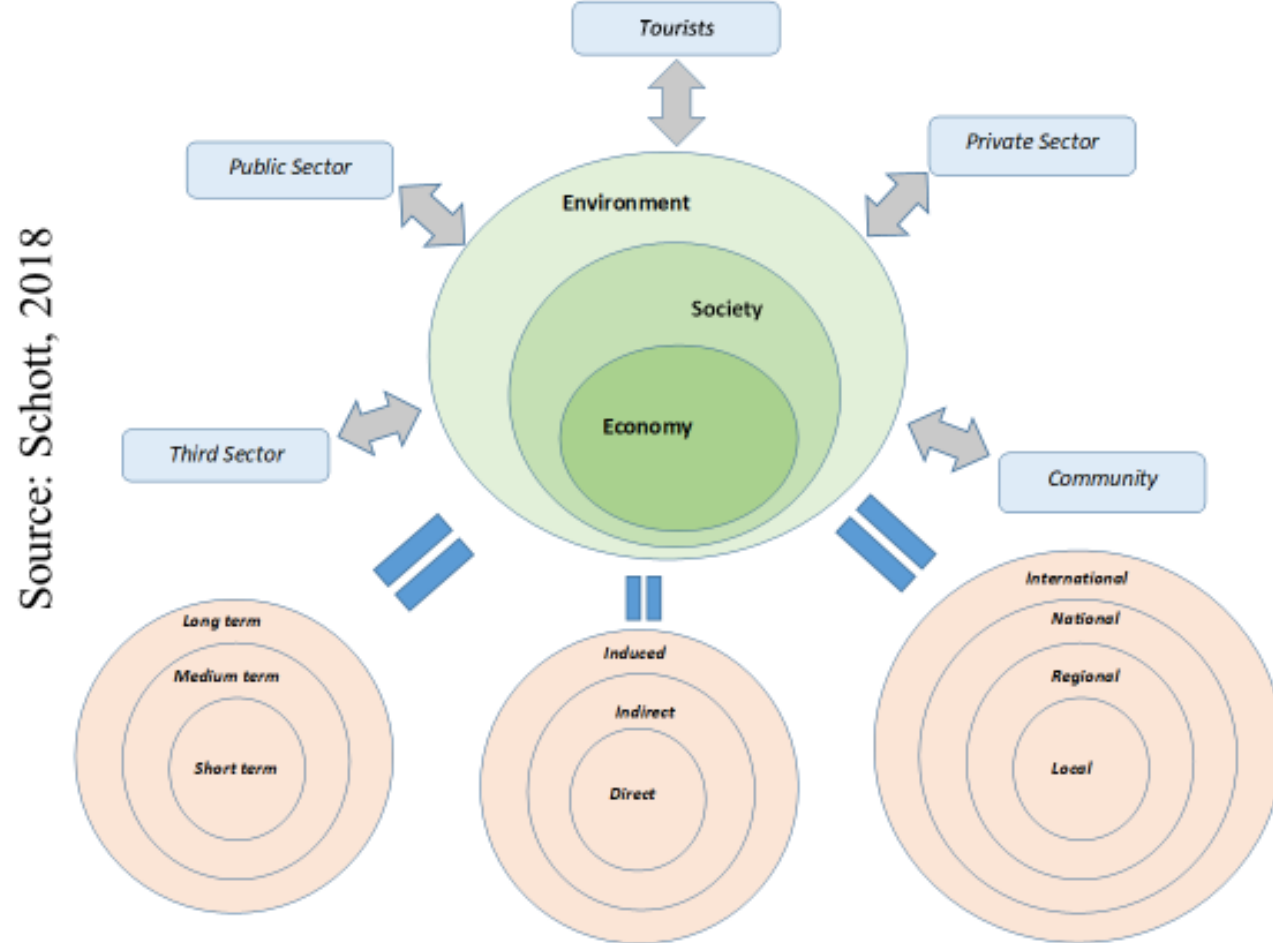 Tourists
Public Sector
Private Sector
Environment
Society
Economy
Third Sector
Community
Source: Schott, 2018
Long term
Medium term
Short term
Induced
Indirect
Direct
International
National
Regional
Local